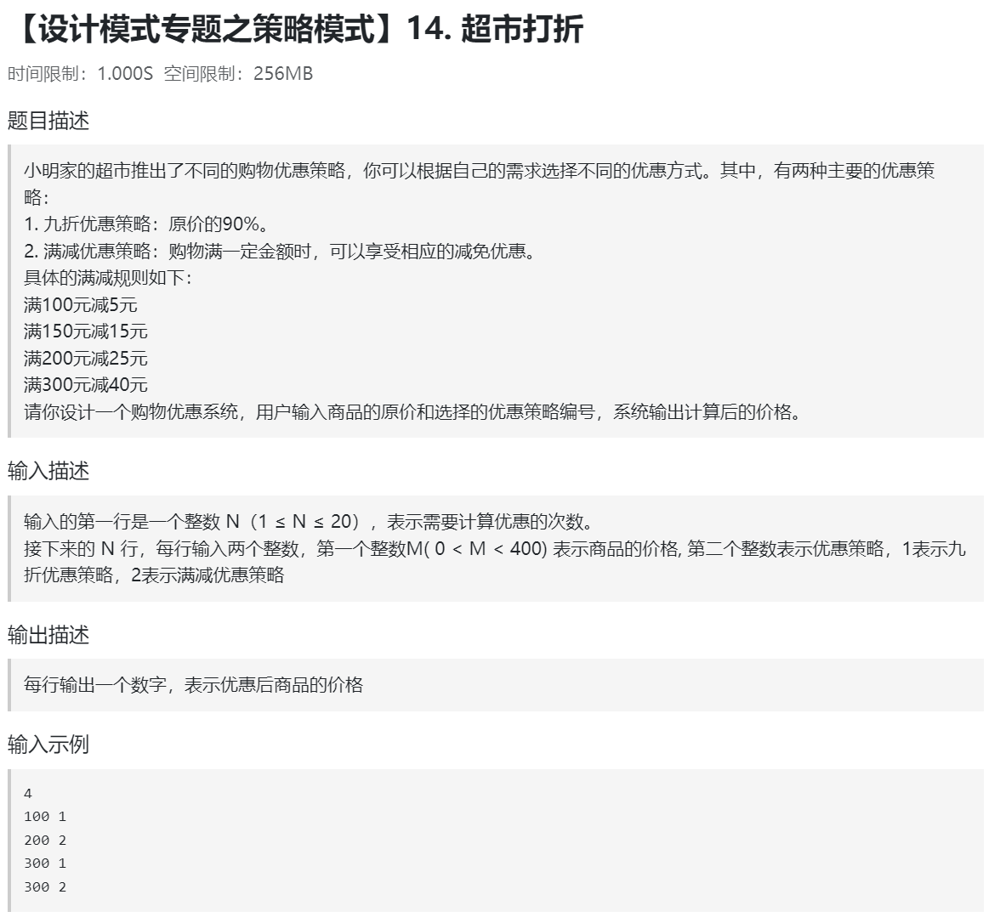 【设计模式专题之策略模式】14. 超市打折
时间限制：1.000S 空间限制：256MB
题目描述
小明家的超市推出了不同的购物优惠策略，你可以根据自己的需求选择不同的优惠方式。其中，有两种主要的优惠策
略：
1. 九折优惠策略：原价的90%。
2. 满减优惠策略：购物满一定金额时，可以享受相应的减免优惠。
具体的满减规则如下：
满100元减5元
满150元减15元
满200元减25元
满300元减40元
请你设计一个购物优惠系统，用户输入商品的原价和选择的优惠策略编号，系统输出计算后的价格。
输入描述
输入的第一行是一个整数 N（1 ≤ N ≤ 20），表示需要计算优惠的次数。
接下来的 N 行，每行输入两个整数，第一个整数M( 0 < M < 400) 表示商品的价格, 第二个整数表示优惠策略，1表示九
折优惠策略，2表示满减优惠策略
输出描述
每行输出一个数字，表示优惠后商品的价格
输入示例
4
100 1
200 2
300 1
300 2